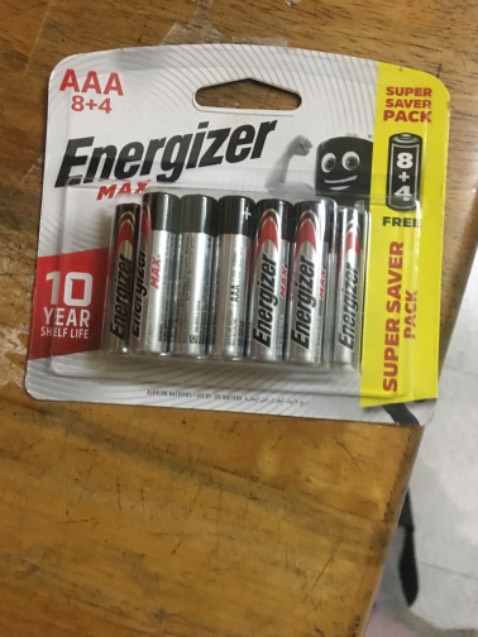 AAA
8+4
Energizer
MAX
SUPER
SAVER
PACK
8
+
4
FREE
SUPER SAVER
PACK
10
YEAR
SHELF LIFE
Energizer
Energizer
MAX
AAA
Energizer
MAX
Energizer
MAX
Energizer